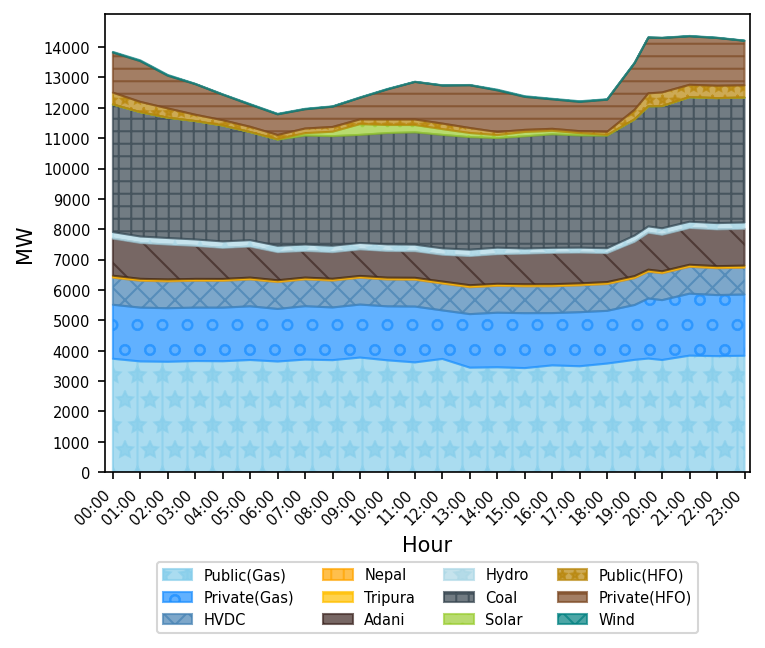 14000
13000
12000
11000
10000
9000
8000
7000
6000
5000
4000
3000
2000
1000
0
MW
00:00 01:00 02:00 03:00 04:00 05:00 06:00 07:00 08:00 09:00 10:00 11:00 12:00 13:00 14:00 15:00 16:00 17:00 18:00 19:00 20:00 21:00 22:00 23:00
Hour
Public(Gas) Nepal Hydro Public(HFO)
Private(Gas) Tripura Coal Private(HFO)
HVDC Adani Solar Wind